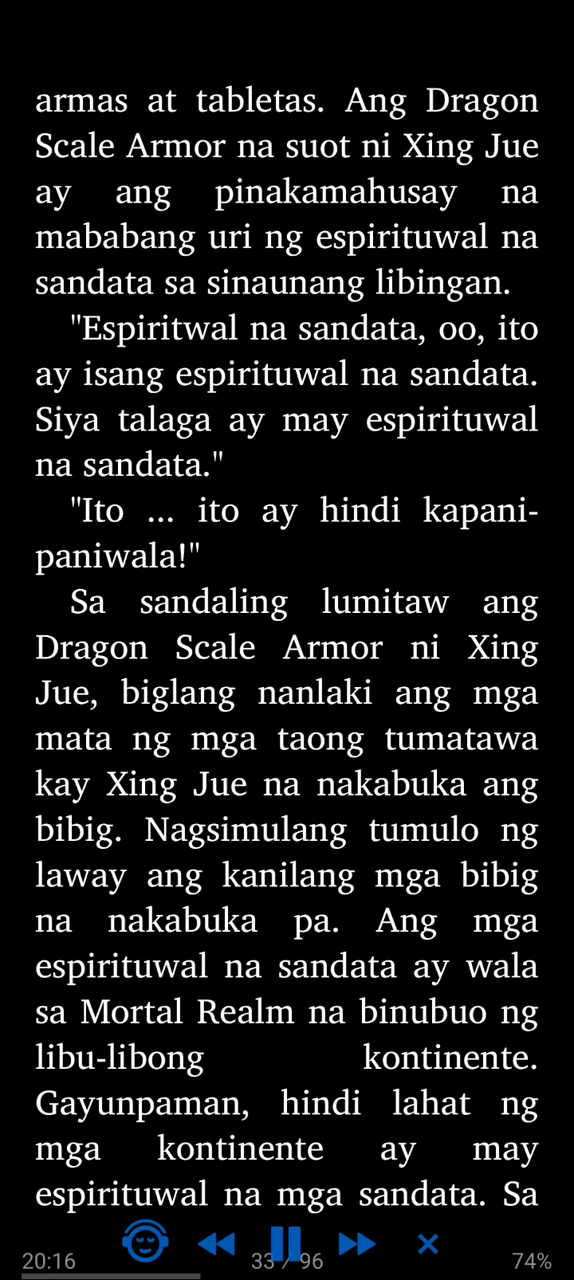 armas at tabletas. Ang Dragon
Scale Armor na suot ni Xing Jue
ay ang pinakamahusay na
mababang uri ng espirituwal na
sandata sa sinaunang libingan.
"Espiritwal na sandata, oo, ito
ay isang espirituwal na sandata.
Siya talaga ay may espirituwal
na sandata."
"Ito ... ito ay hindi kapani-
paniwala!"
Sa sandaling lumitaw ang
Dragon Scale Armor ni Xing
Jue, biglang nanlaki ang mga
mata ng mga taong tumatawa
kay Xing Jue na nakabuka ang
bibig. Nagsimulang tumulo ng
laway ang kanilang mga bibig
na nakabuka pa. Ang mga
espirituwal na sandata ay wala
sa Mortal Realm na binubuo ng
libu-libong kontinente.
Gayunpaman, hindi lahat ng
mga kontinente ay may
espirituwal na mga sandata. Sa
20:16 33 / 96 74%